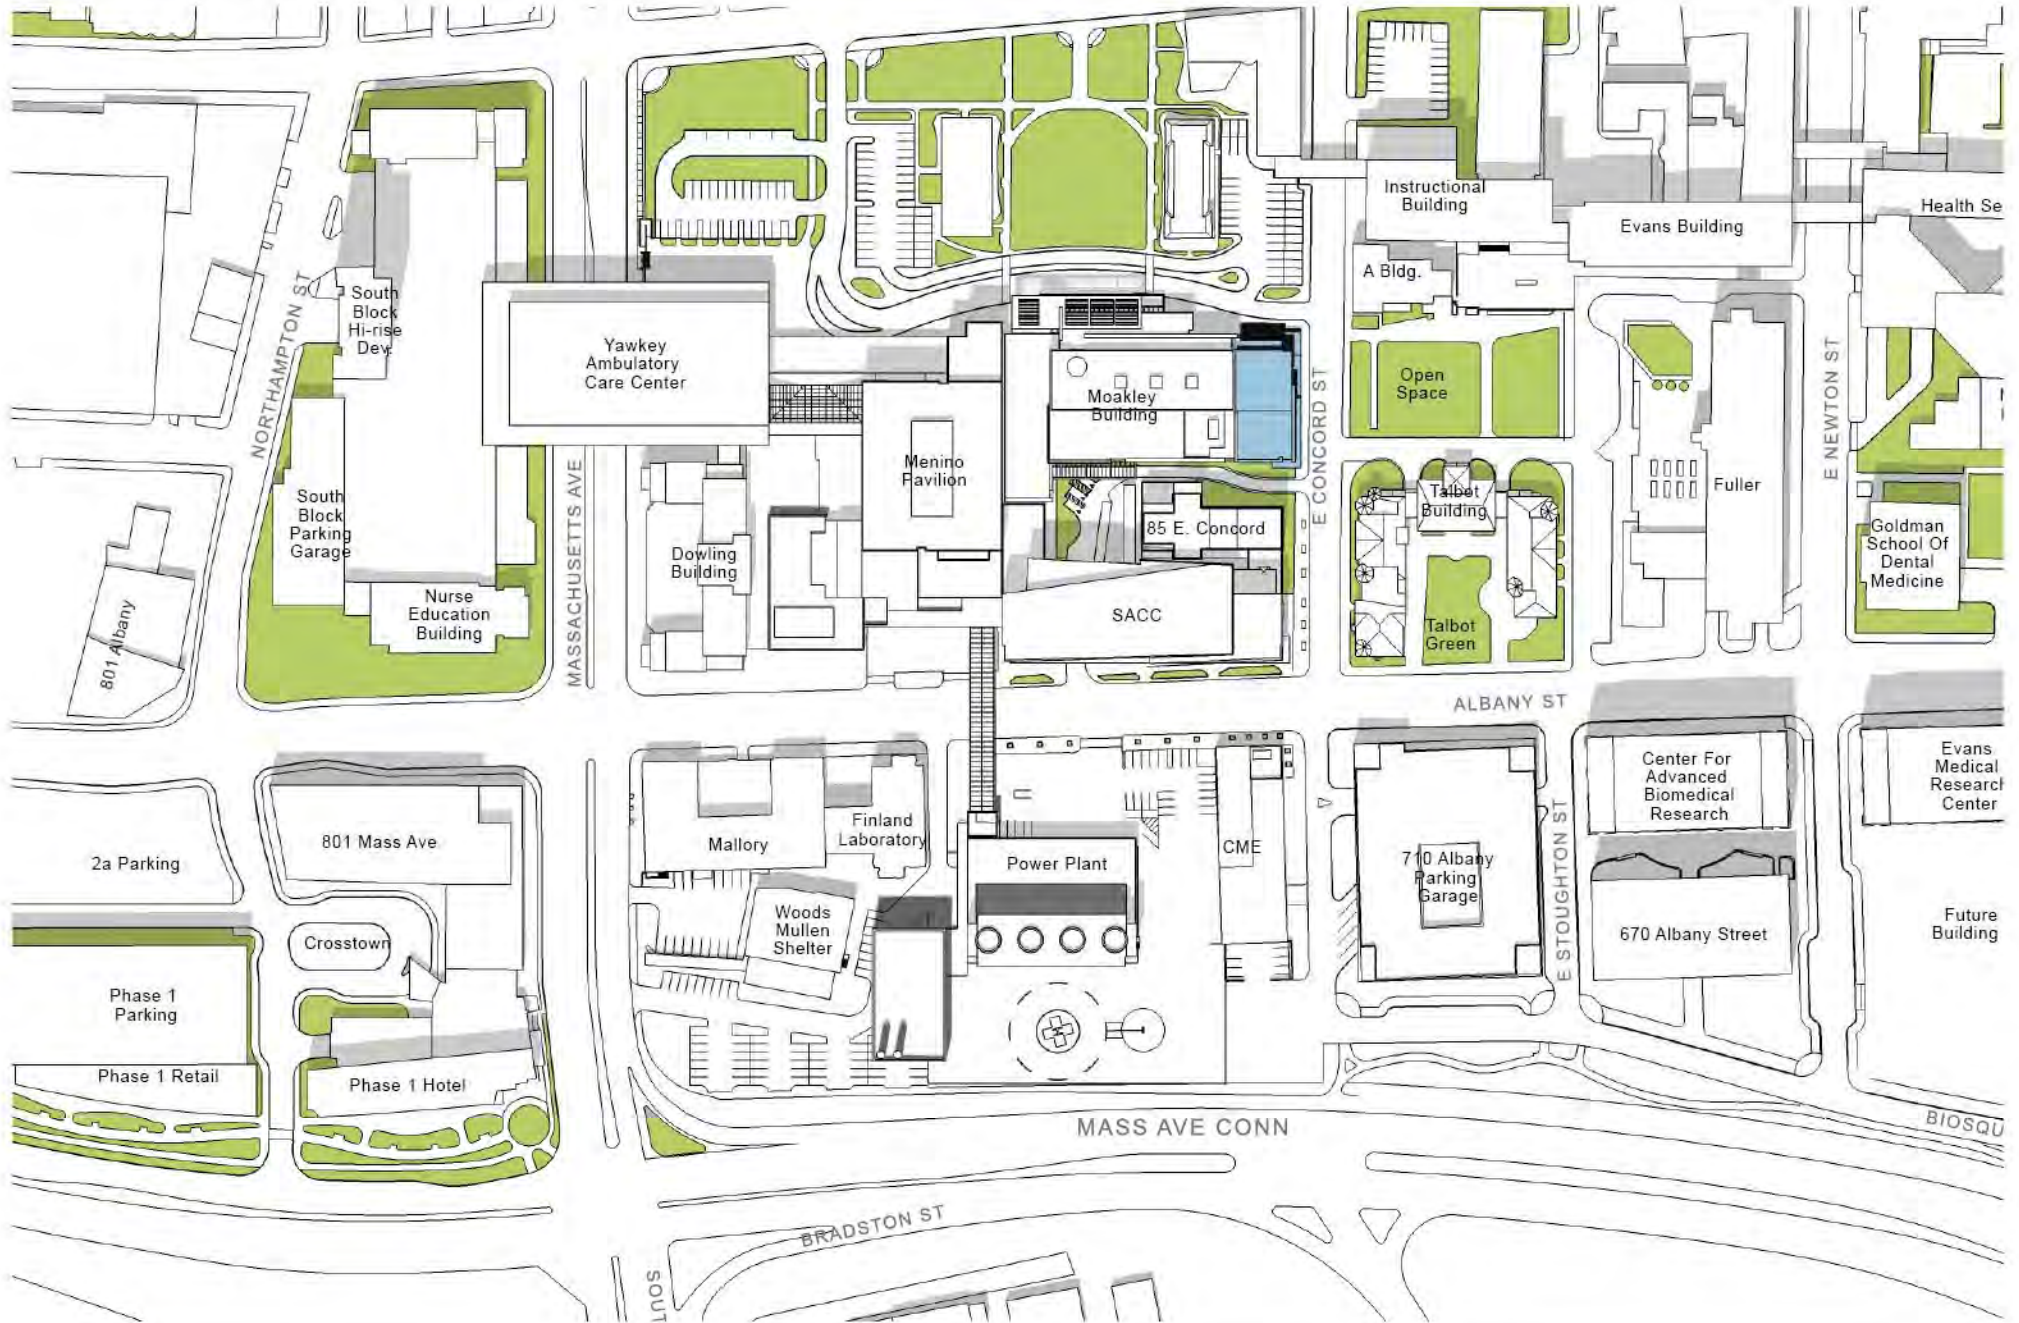 Instructional
Building
Evans Building
Health Se
A Bldg.
NORTHAMPTON ST
South
Block
Hi-rise
Dev.
Yawkey
Ambulatory
Care Center
Moakley
Building
E CONCORD ST
Open
Space
E NEWTON ST
MASSACHUSETTS AVE
Menino
Pavilion
South
Block
Parking
Garage
Talbot
Building
Fuller
85 E. Concord
Dowling
Building
Goldman
School Of
Dental
Medicine
Nurse
Education
Building
801 Albany
SACC
Talbot
Green
ALBANY ST
Center For
Advanced
Biomedical
Research
Evans
Medical
Research
Center
801 Mass Ave
2a Parking
Mallory
Finland
Laboratory
Power Plant
CME
710 Albany
Parking
Garage
E STOUGHTON ST
Woods
Mullen
Shelter
Crosstown
670 Albany Street
Future
Building
Phase 1
Parking
Phase 1 Retail
Phase 1 Hotel
MASS AVE CONN
BIOSQU
BRADSTON ST
SOUT